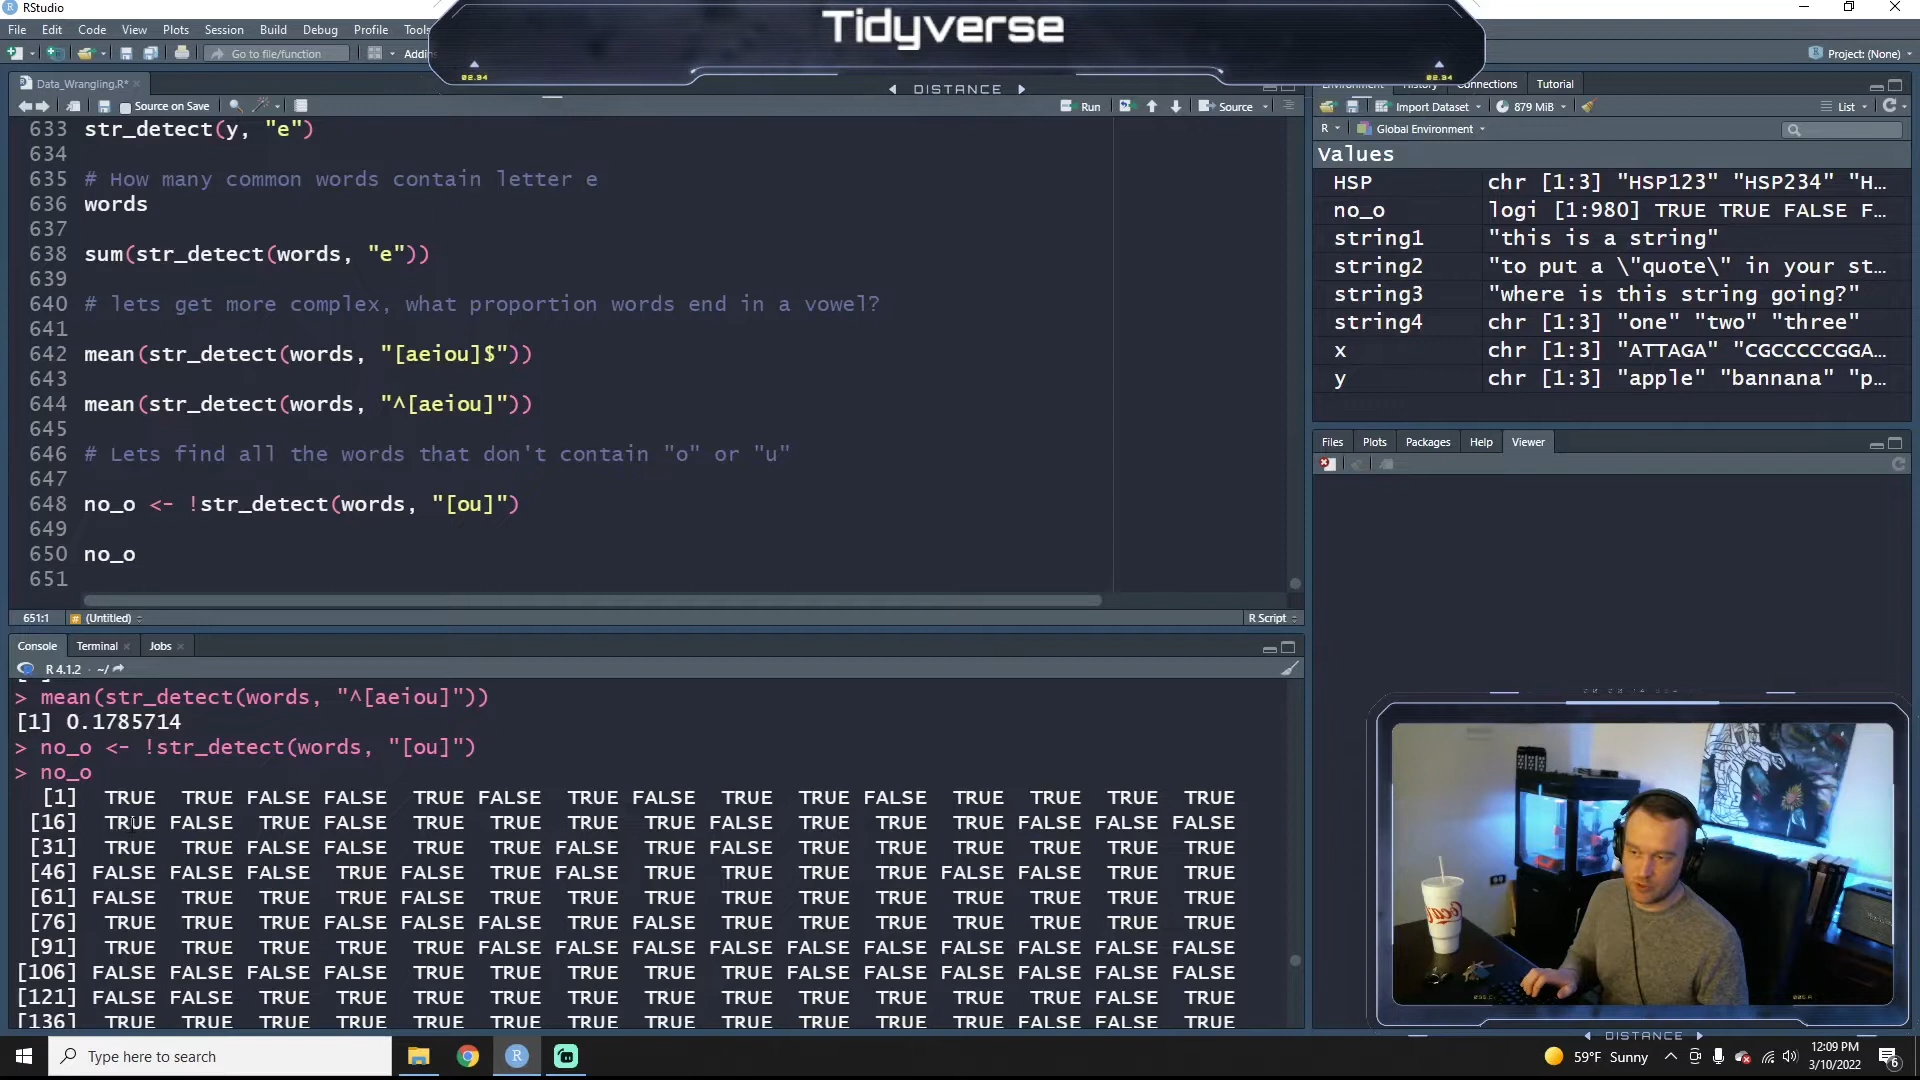 RStudio
Tidyverse
File Edit Code View Plots Session Build Debug Profile Tools
Go to file/function
Addins
Project: (None)
02.94
02.94
DISTANCE
Data_Wrangling.R*
Source on Save
Run
Source
633 str_detect(y, "e")
634
635 # How many common words contain letter e
636 words
637
638 sum(str_detect(words, "e"))
639
640 # lets get more complex, what proportion words end in a vowel?
641
642 mean(str_detect(words, "[aeiou]$"))
643
644 mean(str_detect(words, "^[aeiou]"))
645
646 # Lets find all the words that don't contain "o" or "u"
647
648 no_o <- !str_detect(words, "[ou]")
649
650 no_o
651
651:1 (Untitled) R Script
Console Terminal Jobs
R 4.1.2 · ~/
> mean(str_detect(words, "^[aeiou]"))
[1] 0.1785714
> no_o <- !str_detect(words, "[ou]")
> no_o
[1] TRUE TRUE FALSE FALSE TRUE FALSE TRUE FALSE TRUE TRUE FALSE TRUE TRUE TRUE TRUE
[16] TRUE FALSE TRUE FALSE TRUE TRUE TRUE TRUE FALSE TRUE TRUE TRUE FALSE FALSE FALSE
[31] TRUE TRUE FALSE FALSE TRUE TRUE FALSE TRUE FALSE TRUE TRUE TRUE TRUE TRUE TRUE
[46] FALSE FALSE FALSE TRUE FALSE TRUE FALSE TRUE TRUE TRUE TRUE FALSE FALSE TRUE TRUE
[61] FALSE TRUE TRUE TRUE FALSE TRUE TRUE TRUE TRUE TRUE TRUE TRUE TRUE TRUE TRUE
[76] TRUE TRUE TRUE FALSE FALSE FALSE TRUE FALSE TRUE TRUE TRUE TRUE TRUE TRUE TRUE
[91] TRUE TRUE TRUE TRUE TRUE FALSE FALSE FALSE FALSE FALSE FALSE FALSE FALSE FALSE FALSE
[106] FALSE FALSE FALSE FALSE TRUE TRUE TRUE TRUE TRUE FALSE FALSE FALSE FALSE FALSE FALSE
[121] FALSE FALSE TRUE TRUE TRUE TRUE TRUE TRUE TRUE TRUE TRUE TRUE TRUE FALSE TRUE
[136] TRUE TRUE TRUE TRUE TRUE TRUE TRUE TRUE TRUE TRUE TRUE TRUE FALSE FALSE TRUE
Environment History Connections Tutorial
Import Dataset 879 MiB List
R Global Environment
Values
HSP chr [1:3] "HSP123" "HSP234" "H…
no_o logi [1:980] TRUE TRUE FALSE F…
string1 "this is a string"
string2 "to put a \"quote\" in your st…
string3 "where is this string going?"
string4 chr [1:3] "one" "two" "three"
x chr [1:3] "ATTAGA" "CGCCCCCGGA…
y chr [1:3] "apple" "bannana" "p…
Files Plots Packages Help Viewer
DISTANCE
Type here to search
59°F Sunny
12:09 PM
3/10/2022
6